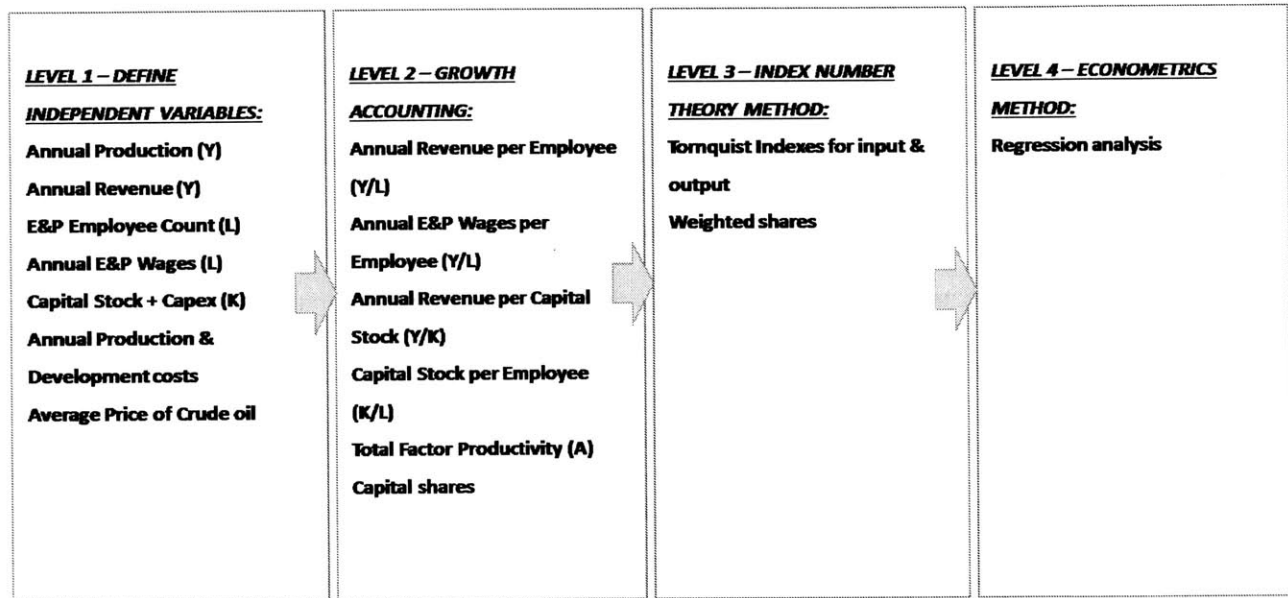 LEVEL 1 – DEFINE
INDEPENDENT VARIABLES:
Annual Production (Y)
Annual Revenue (Y)
E&P Employee Count (L)
Annual E&P Wages (L)
Capital Stock + Capex (K)
Annual Production &
Development costs
Average Price of Crude oil
LEVEL 2 – GROWTH
ACCOUNTING:
Annual Revenue per Employee
(Y/L)
Annual E&P Wages per
Employee (Y/L)
Annual Revenue per Capital
Stock (Y/K)
Capital Stock per Employee
(K/L)
Total Factor Productivity (A)
Capital shares
LEVEL 3 – INDEX NUMBER
THEORY METHOD:
Tornquist Indexes for input &
output
Weighted shares
LEVEL 4 – ECONOMETRICS
METHOD:
Regression analysis